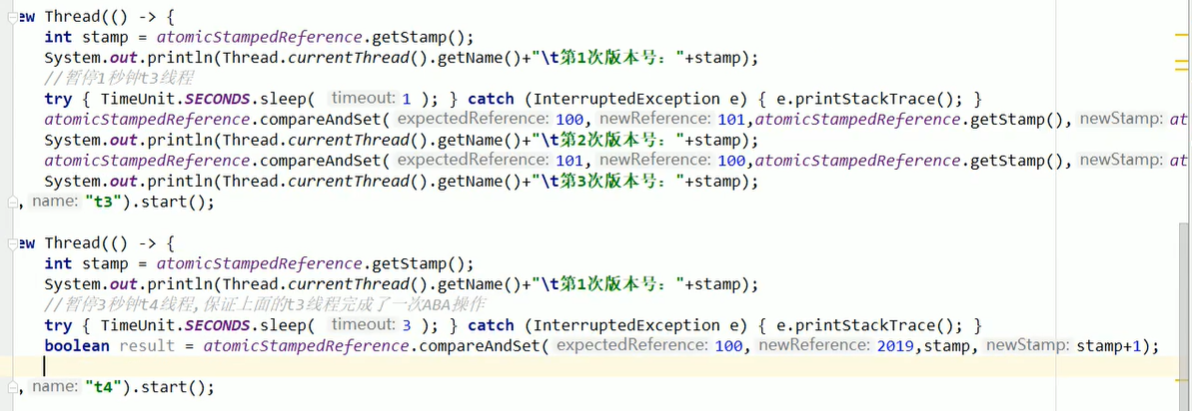 ew Thread(() -> {
int stamp = atomicStampedReference.getStamp();
System.out.println(Thread.currentThread().getName()+"\t第1次版本号: "+stamp);
//暂停1秒钟t3线程
try { TimeUnit.SECONDS.sleep( timeout: 1 ); } catch (InterruptedException e) { e.printStackTrace(); }
atomicStampedReference.compareAndSet( expectedReference: 100, newReference: 101,atomicStampedReference.getStamp(), newStamp: at
System.out.println(Thread.currentThread().getName()+"\t第2次版本号: "+stamp);
atomicStampedReference.compareAndSet( expectedReference: 101, newReference: 100,atomicStampedReference.getStamp(), newStamp: at
System.out.println(Thread.currentThread().getName()+"\t第3次版本号: "+stamp);
, name: "t3").start();
ew Thread(() -> {
int stamp = atomicStampedReference.getStamp();
System.out.println(Thread.currentThread().getName()+"\t第1次版本号: "+stamp);
//暂停3秒钟t4线程,保证上面的t3线程完成了一次ABA操作
try { TimeUnit.SECONDS.sleep( timeout: 3 ); } catch (InterruptedException e) { e.printStackTrace(); }
boolean result = atomicStampedReference.compareAndSet( expectedReference: 100, newReference: 2019,stamp, newStamp: stamp+1);
, name: "t4").start();